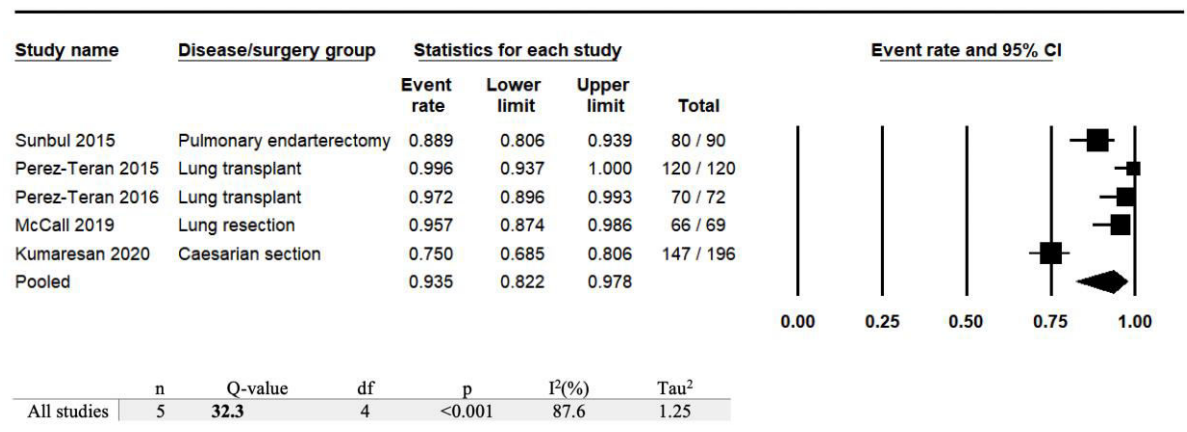 Study name Disease/surgery group Statistics for each study Event rate and 95% CI
Event rate Lower limit Upper limit Total
Sunbul 2015 Pulmonary endarterectomy 0.889 0.806 0.939 80 / 90
Perez-Teran 2015 Lung transplant 0.996 0.937 1.000 120 / 120
Perez-Teran 2016 Lung transplant 0.972 0.896 0.993 70 / 72
McCall 2019 Lung resection 0.957 0.874 0.986 66 / 69
Kumaresan 2020 Caesarian section 0.750 0.685 0.806 147 / 196
Pooled 0.935 0.822 0.978
0.00 0.25 0.50 0.75 1.00
n Q-value df p I²(%) Tau²
All studies 5 32.3 4 <0.001 87.6 1.25